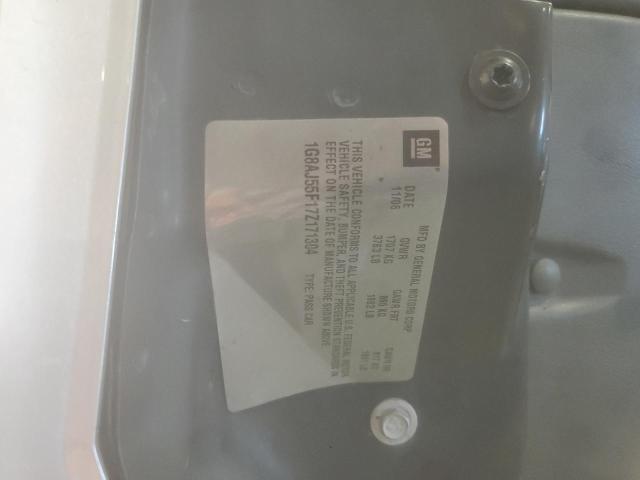 GM
MFD BY GENERAL MOTORS CORP
DATE GVWR GAWR FRT GAWR RR
11/06 1707 KG
3763 LB
THIS VEHICLE CONFORMS TO ALL APPLICABLE U.S. FEDERAL MOTOR
VEHICLE SAFETY, BUMPER, AND THEFT PREVENTION STANDARDS IN
EFFECT ON THE DATE OF MANUFACTURE SHOWN ABOVE.
1G8AJ55F17Z171304 TYPE: PASS CAR